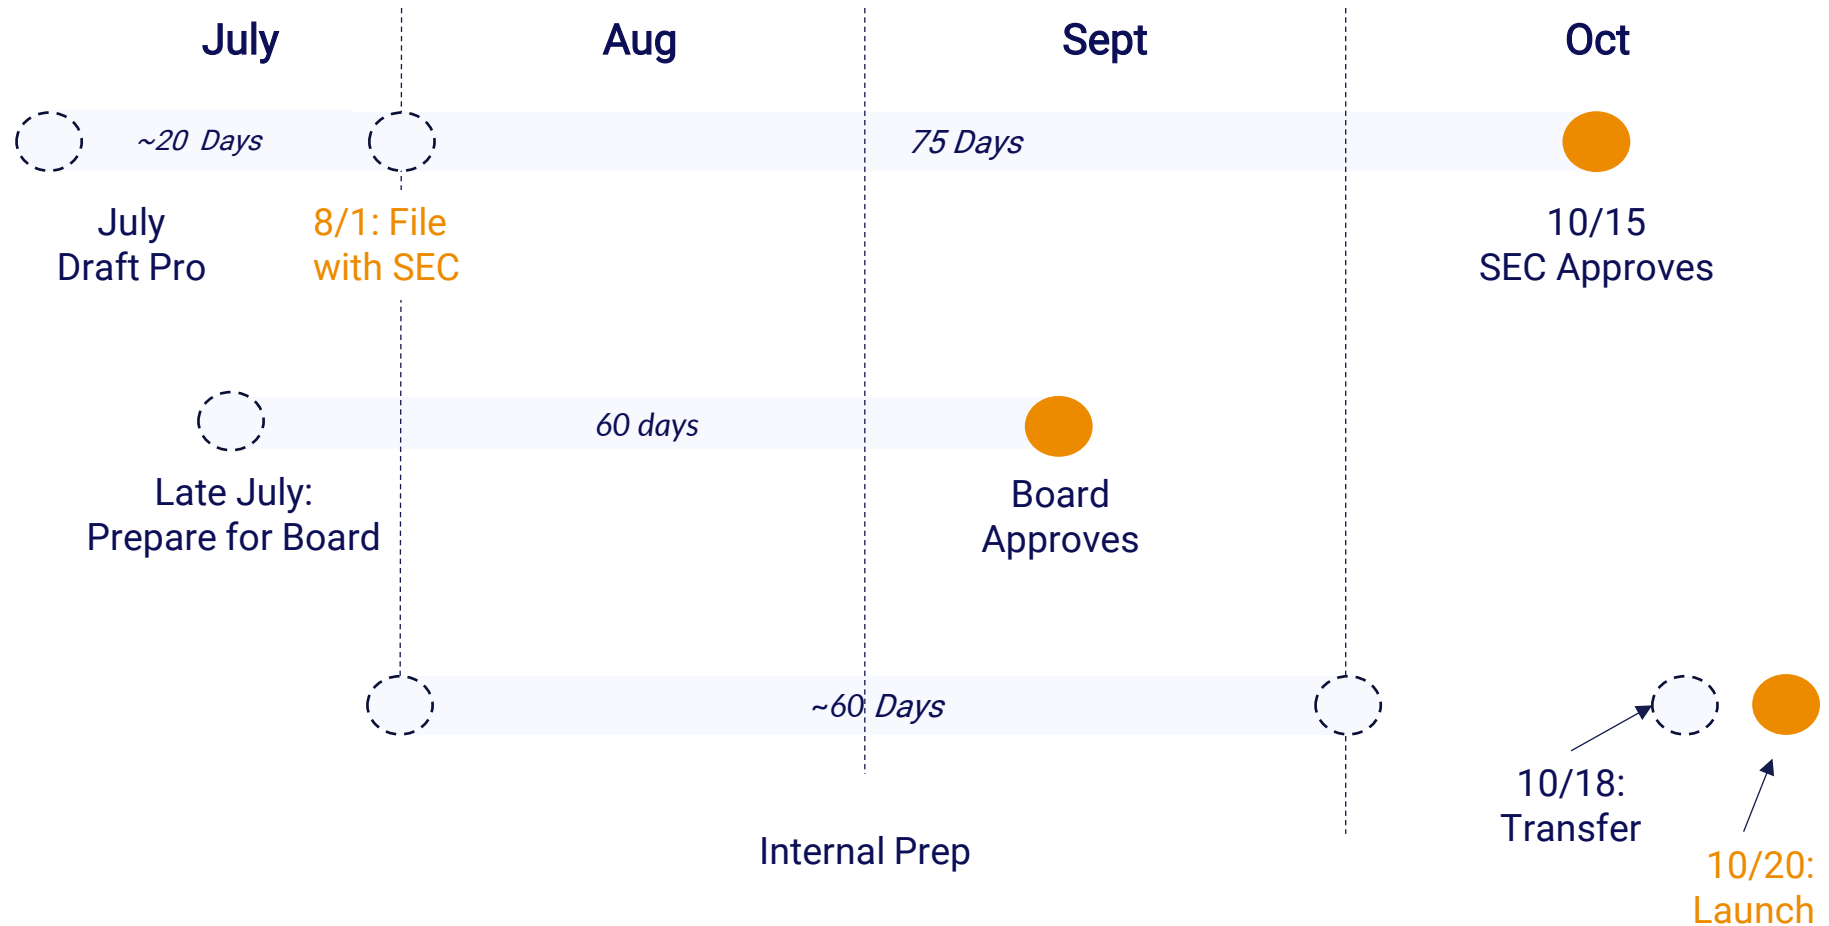 July
Aug
Sept
Oct
~20 Days
75 Days
July
Draft Pro
8/1: File
with SEC
10/15
SEC Approves
60 days
Late July:
Prepare for Board
Board
Approves
~60 Days
10/18:
Transfer
Internal Prep
10/20:
Launch